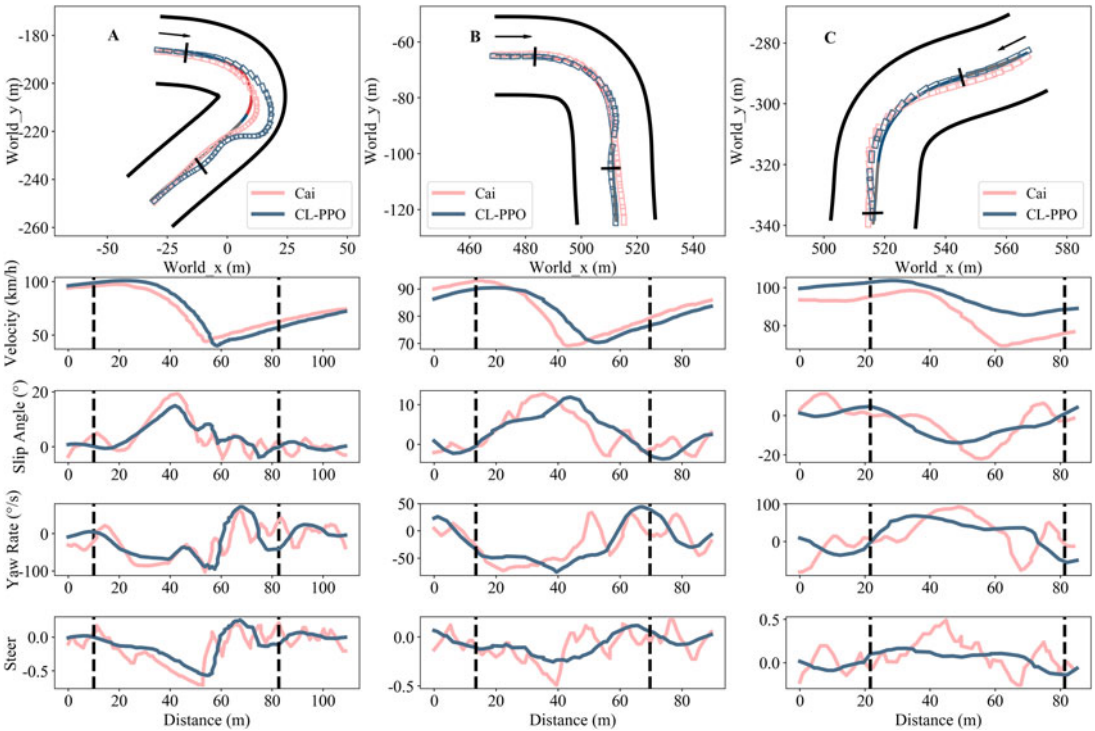 A
B
C
World_y (m)
-180
-200
-220
-240
-260
-50
-25
0
25
50
World_x (m)
Cai
CL-PPO
World_y (m)
-60
-80
-100
-120
460
480
500
520
540
World_x (m)
Cai
CL-PPO
World_y (m)
-280
-300
-320
-340
500
520
540
560
580
World_x (m)
Cai
CL-PPO
Velocity (km/h)
100
50
0 20 40 60 80 100
90
80
70
0 20 40 60 80
100
80
0 20 40 60 80
Slip Angle (°)
20
0
0 20 40 60 80 100
10
0
0 20 40 60 80
0
-20
0 20 40 60 80
Yaw Rate (°/s)
0
-100
0 20 40 60 80 100
50
0
-50
0 20 40 60 80
100
0
0 20 40 60 80
Steer
0.0
-0.5
0 20 40 60 80 100
0.0
-0.5
0 20 40 60 80
0.5
0.0
0 20 40 60 80
Distance (m)
Distance (m)
Distance (m)